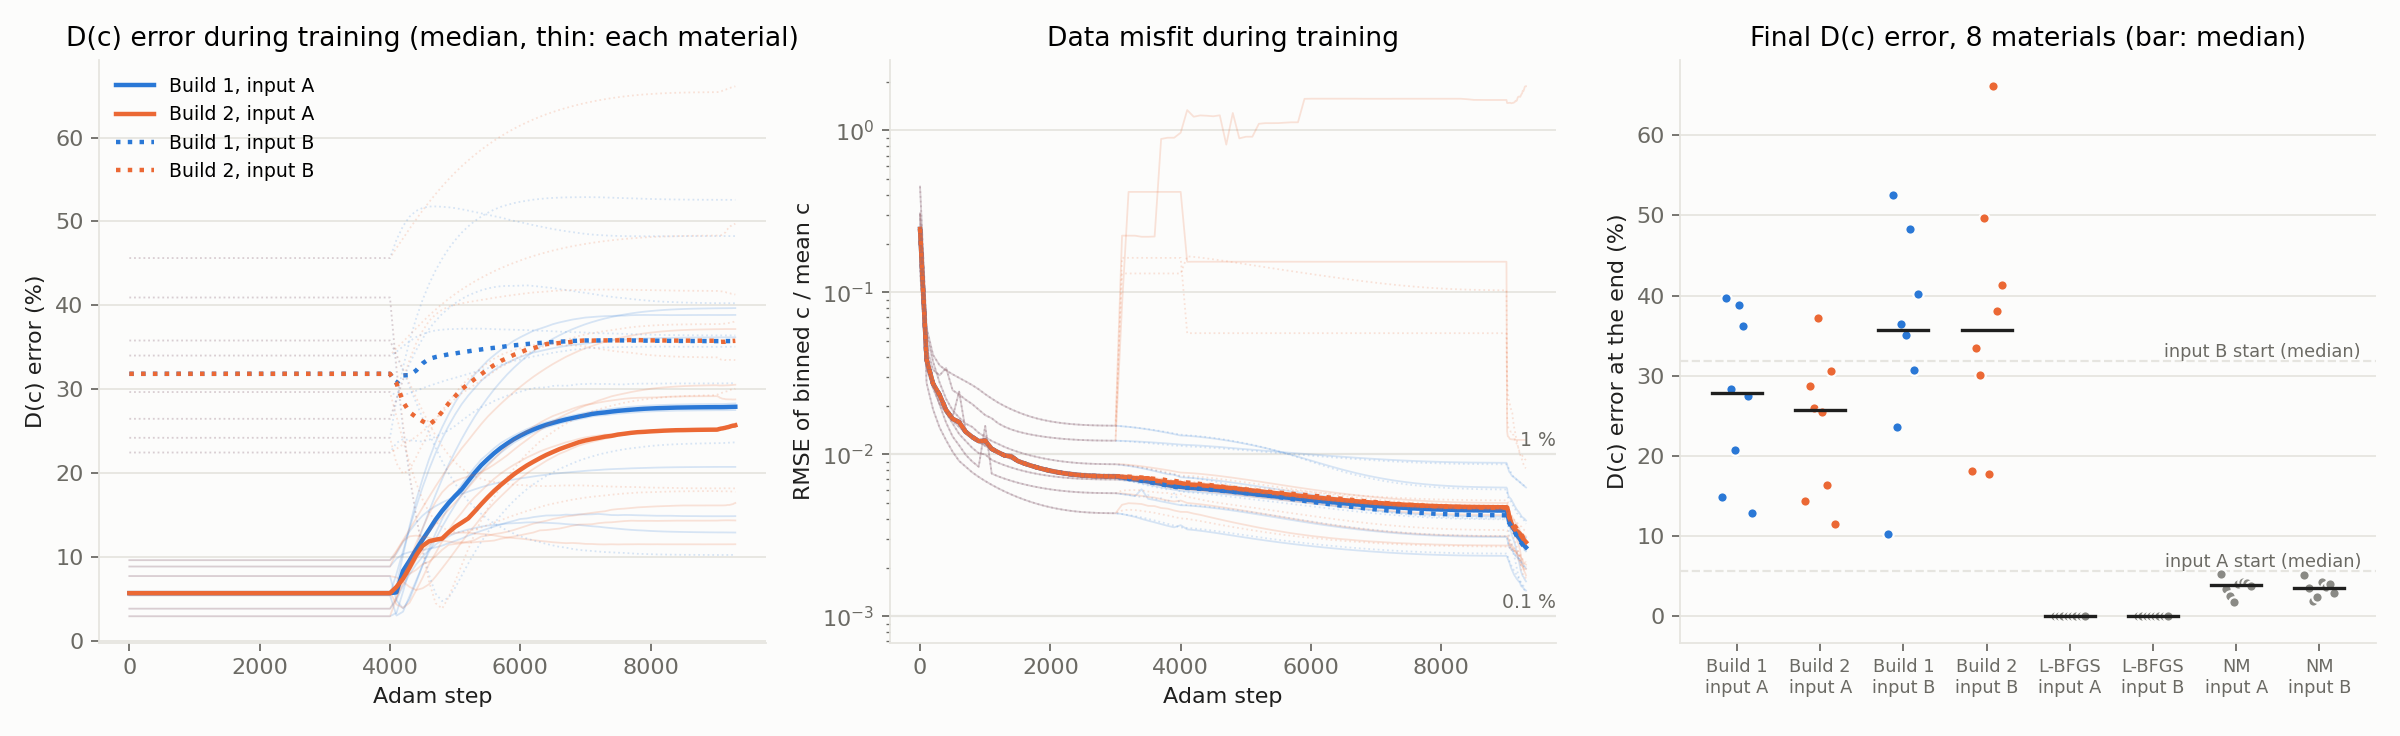 D(c) error during training (median, thin: each material)
D(c) error (%)
60
50
40
30
20
10
0
Build 1, input A
Build 2, input A
Build 1, input B
Build 2, input B
0
2000
4000
6000
8000
Adam step
Data misfit during training
RMSE of binned c / mean c
10⁰
10⁻¹
10⁻²
10⁻³
1 %
0.1 %
0
2000
4000
6000
8000
Adam step
Final D(c) error, 8 materials (bar: median)
D(c) error at the end (%)
60
50
40
30
20
10
0
input B start (median)
input A start (median)
Build 1
input A
Build 2
input A
Build 1
input B
Build 2
input B
L-BFGS
input A
L-BFGS
input B
NM
input A
NM
input B